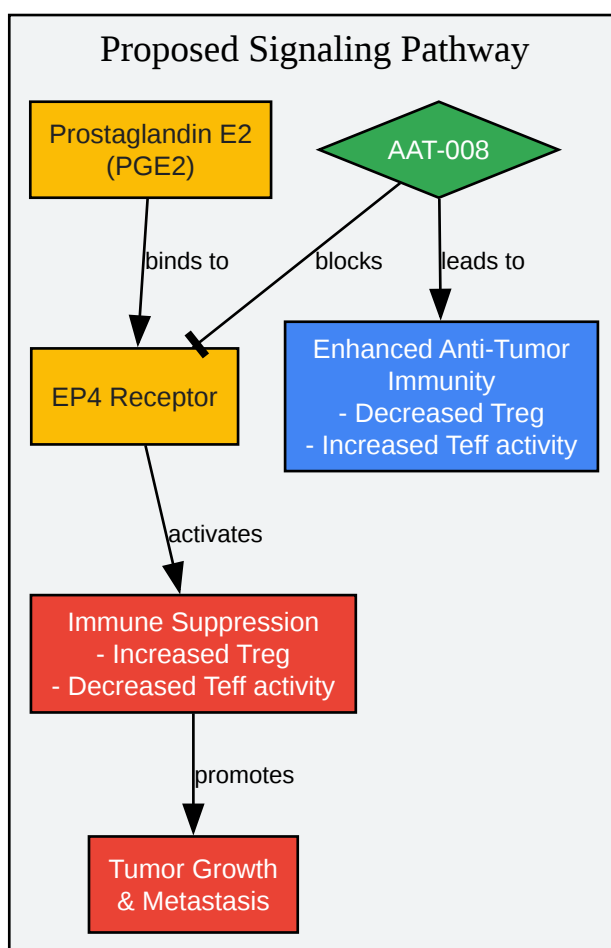 Proposed Signaling Pathway
Prostaglandin E2
(PGE2)
AAT-008
binds to
blocks
leads to
EP4 Receptor
Enhanced Anti-Tumor
Immunity
- Decreased Treg
- Increased Teff activity
activates
Immune Suppression
- Increased Treg
- Decreased Teff activity
promotes
Tumor Growth
& Metastasis